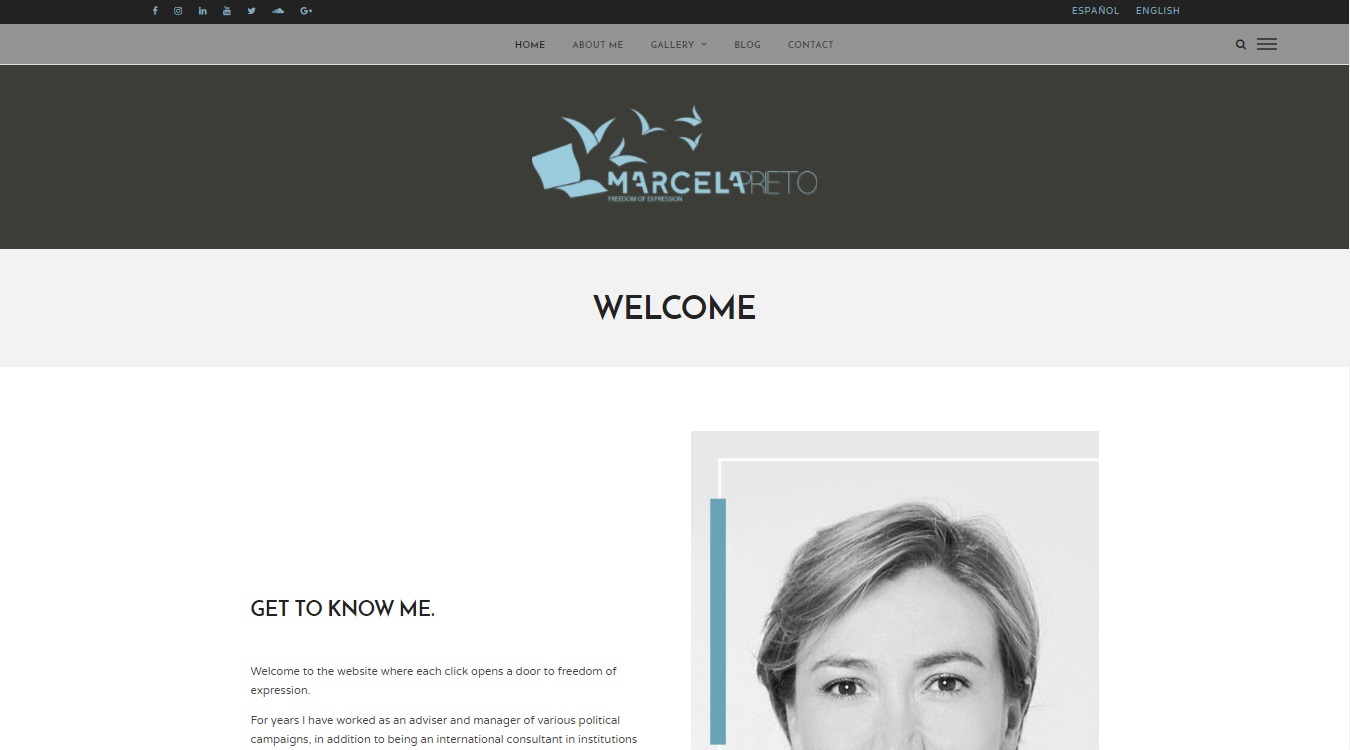 ESPAÑOL ENGLISH
HOME ABOUT ME GALLERY BLOG CONTACT
MARCELAPRIETO
FREEDOM OF EXPRESSION
WELCOME
GET TO KNOW ME.
Welcome to the website where each click opens a door to freedom of
expression.
For years I have worked as an adviser and manager of various political
campaigns, in addition to being an international consultant in institutions